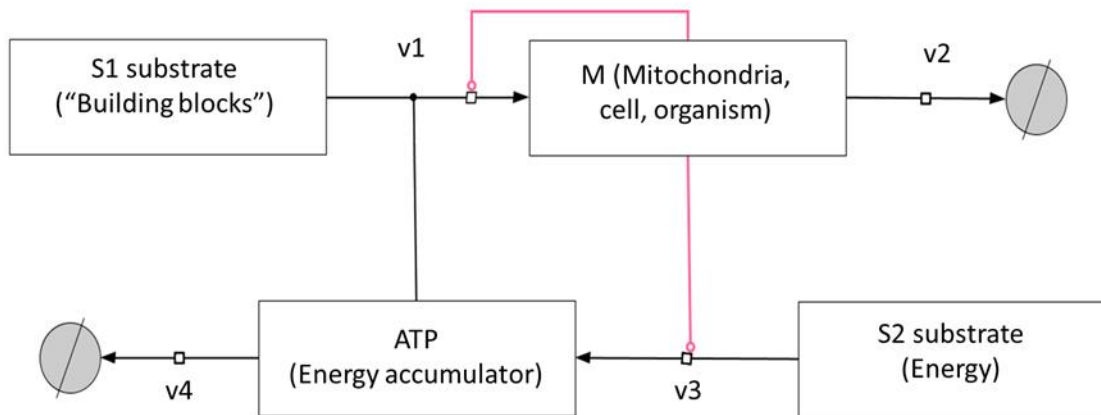 S1 substrate
(“Building blocks”)
v1
M (Mitochondria,
cell, organism)
v2
ATP
(Energy accumulator)
S2 substrate
(Energy)
v4
v3